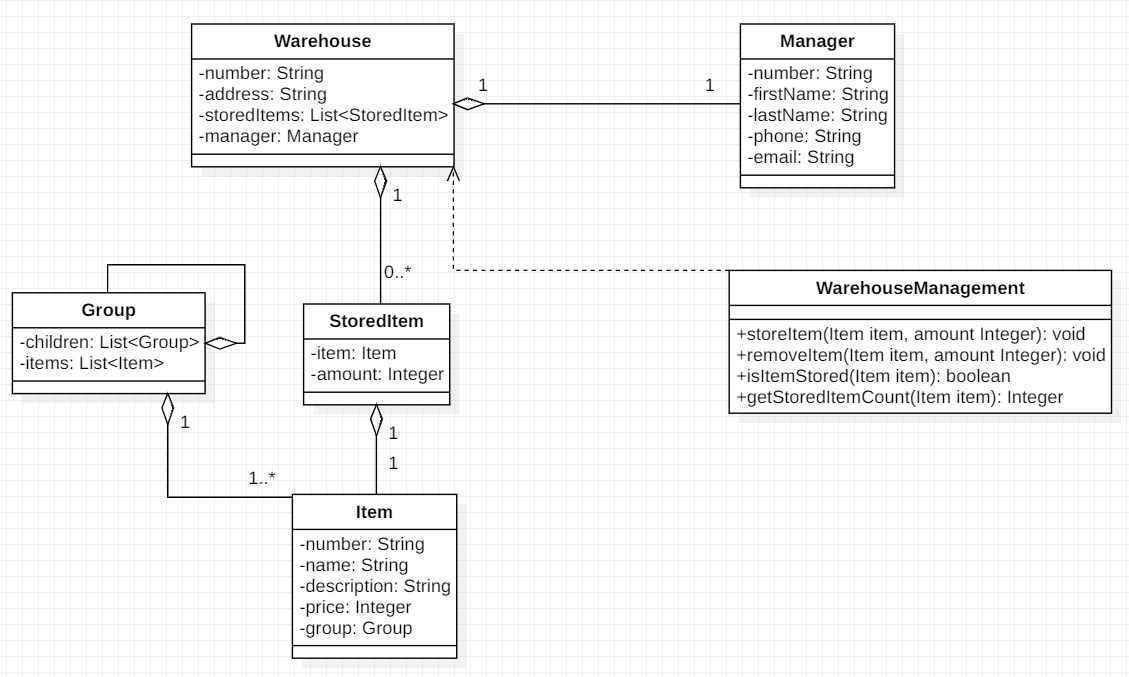 Warehouse
-number: String
-address: String
-storedItems: List<StoredItem>
-manager: Manager
1
1
Manager
-number: String
-firstName: String
-lastName: String
-phone: String
-email: String
1
0..*
Group
-children: List<Group>
-items: List<Item>
1
1..*
StoredItem
-item: Item
-amount: Integer
1
1
WarehouseManagement
+storeItem(Item item, amount Integer): void
+removeItem(Item item, amount Integer): void
+isItemStored(Item item): boolean
+getStoredItemCount(Item item): Integer
Item
-number: String
-name: String
-description: String
-price: Integer
-group: Group